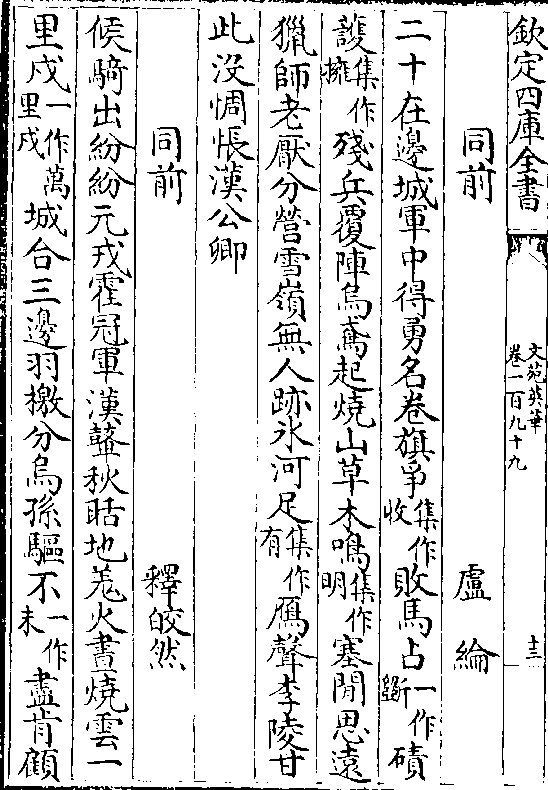 欽定四庫全書
文苑英華
卷一百九十九
十三
同前 盧綸
二十在邊城軍中得勇名卷旗爭集作收敗馬占一作斷磧
護集作擁殘兵覆陣烏鳶起燒山草木鳴集作明塞閒思遠
獵師老厭分營雪嶺無人跡氷河足集作有鴈聲李陵甘
此没惆悵漢公卿
同前 釋皎然
候騎出紛紛元戎霍冠軍漢鼙秋聒地羗火晝燒雲一
里戍一作萬里戍城合三邊羽檄分烏孫驅不一作未盡肯顧